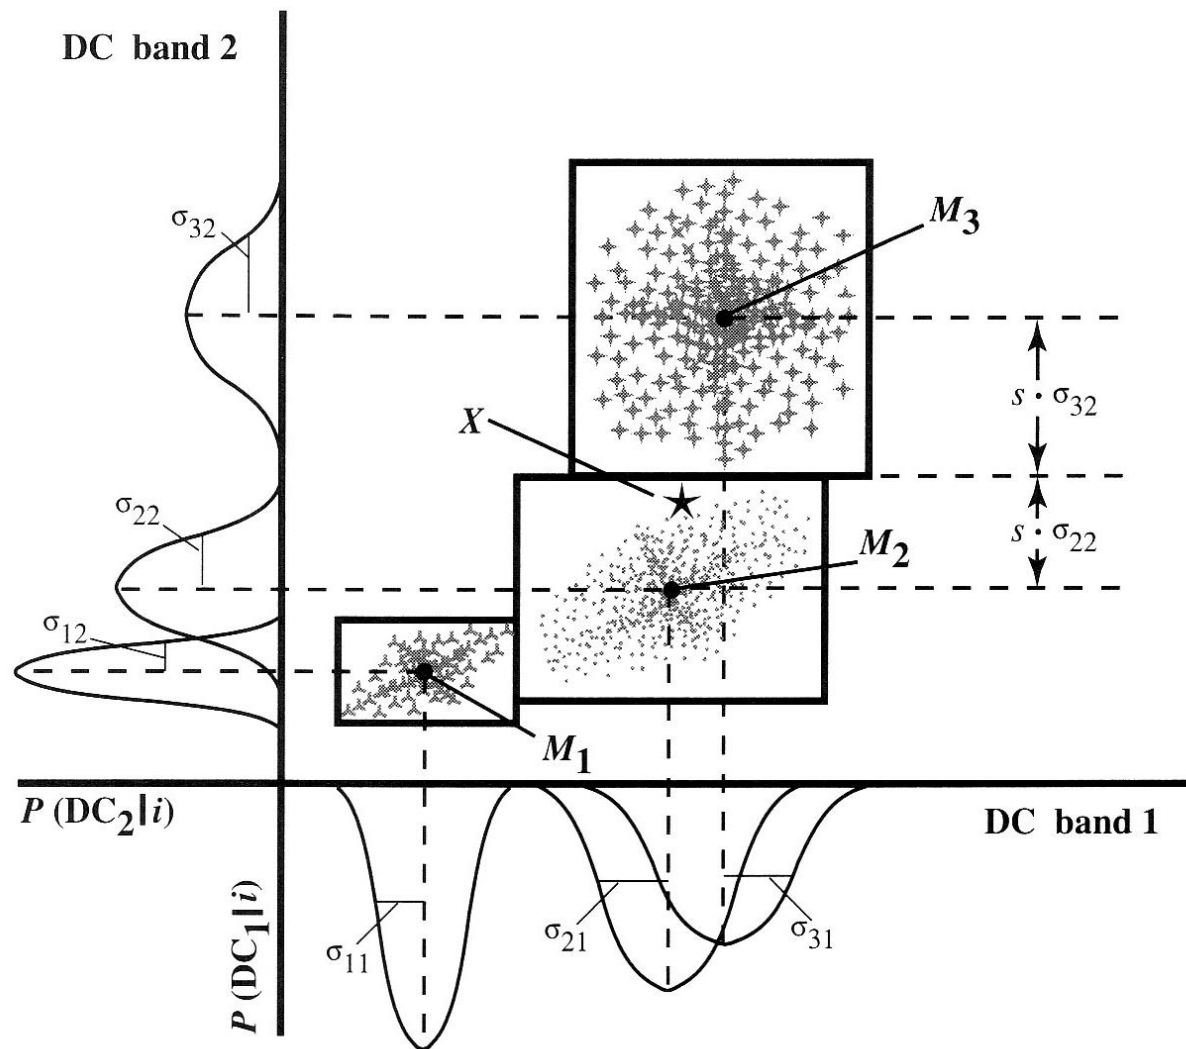 DC band 2
σ32
M3
s · σ32
X
σ22
M2
s · σ22
σ12
M1
P (DC2|i)
DC band 1
P (DC1|i)
σ11
σ21
σ31